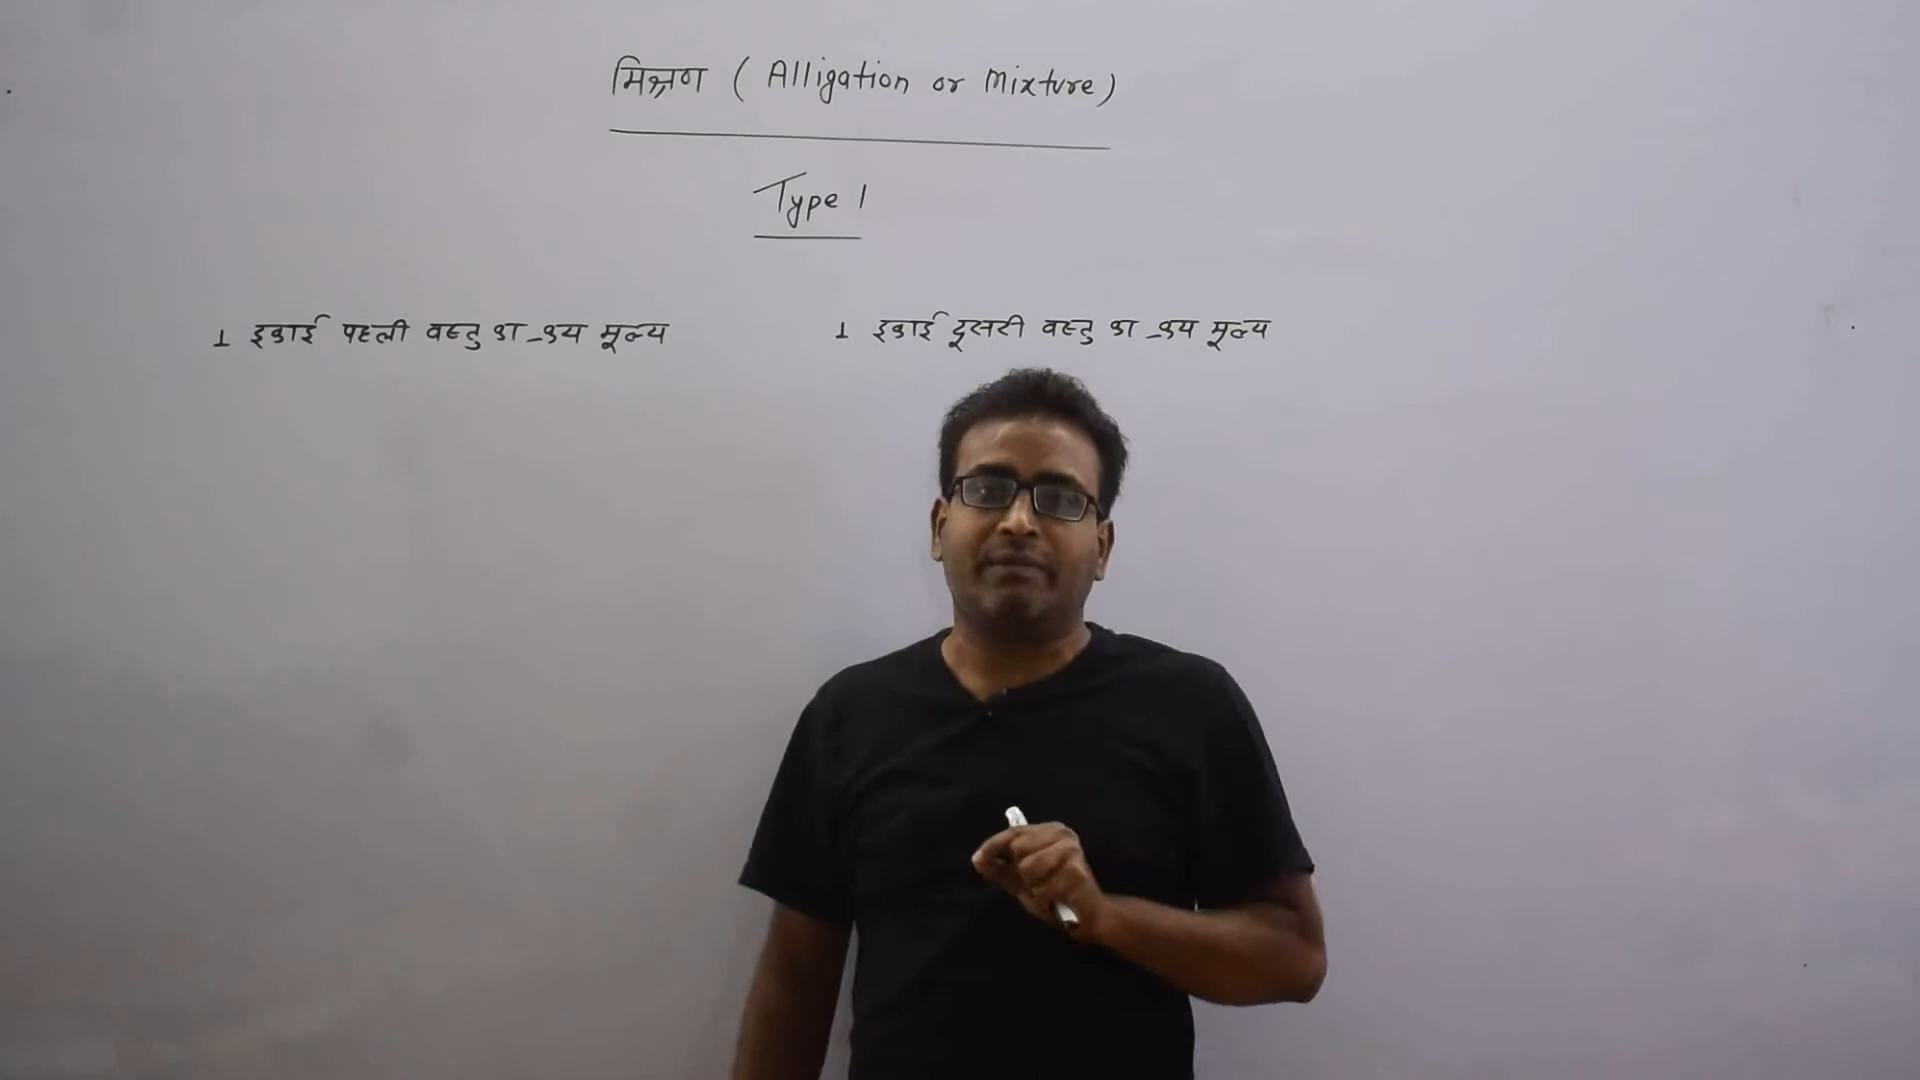 मिश्रण ( Alligation or Mixture )
Type 1
1 इकाई पहली वस्तु का क्रय मूल्य 1 इकाई दूसरी वस्तु का क्रय मूल्य